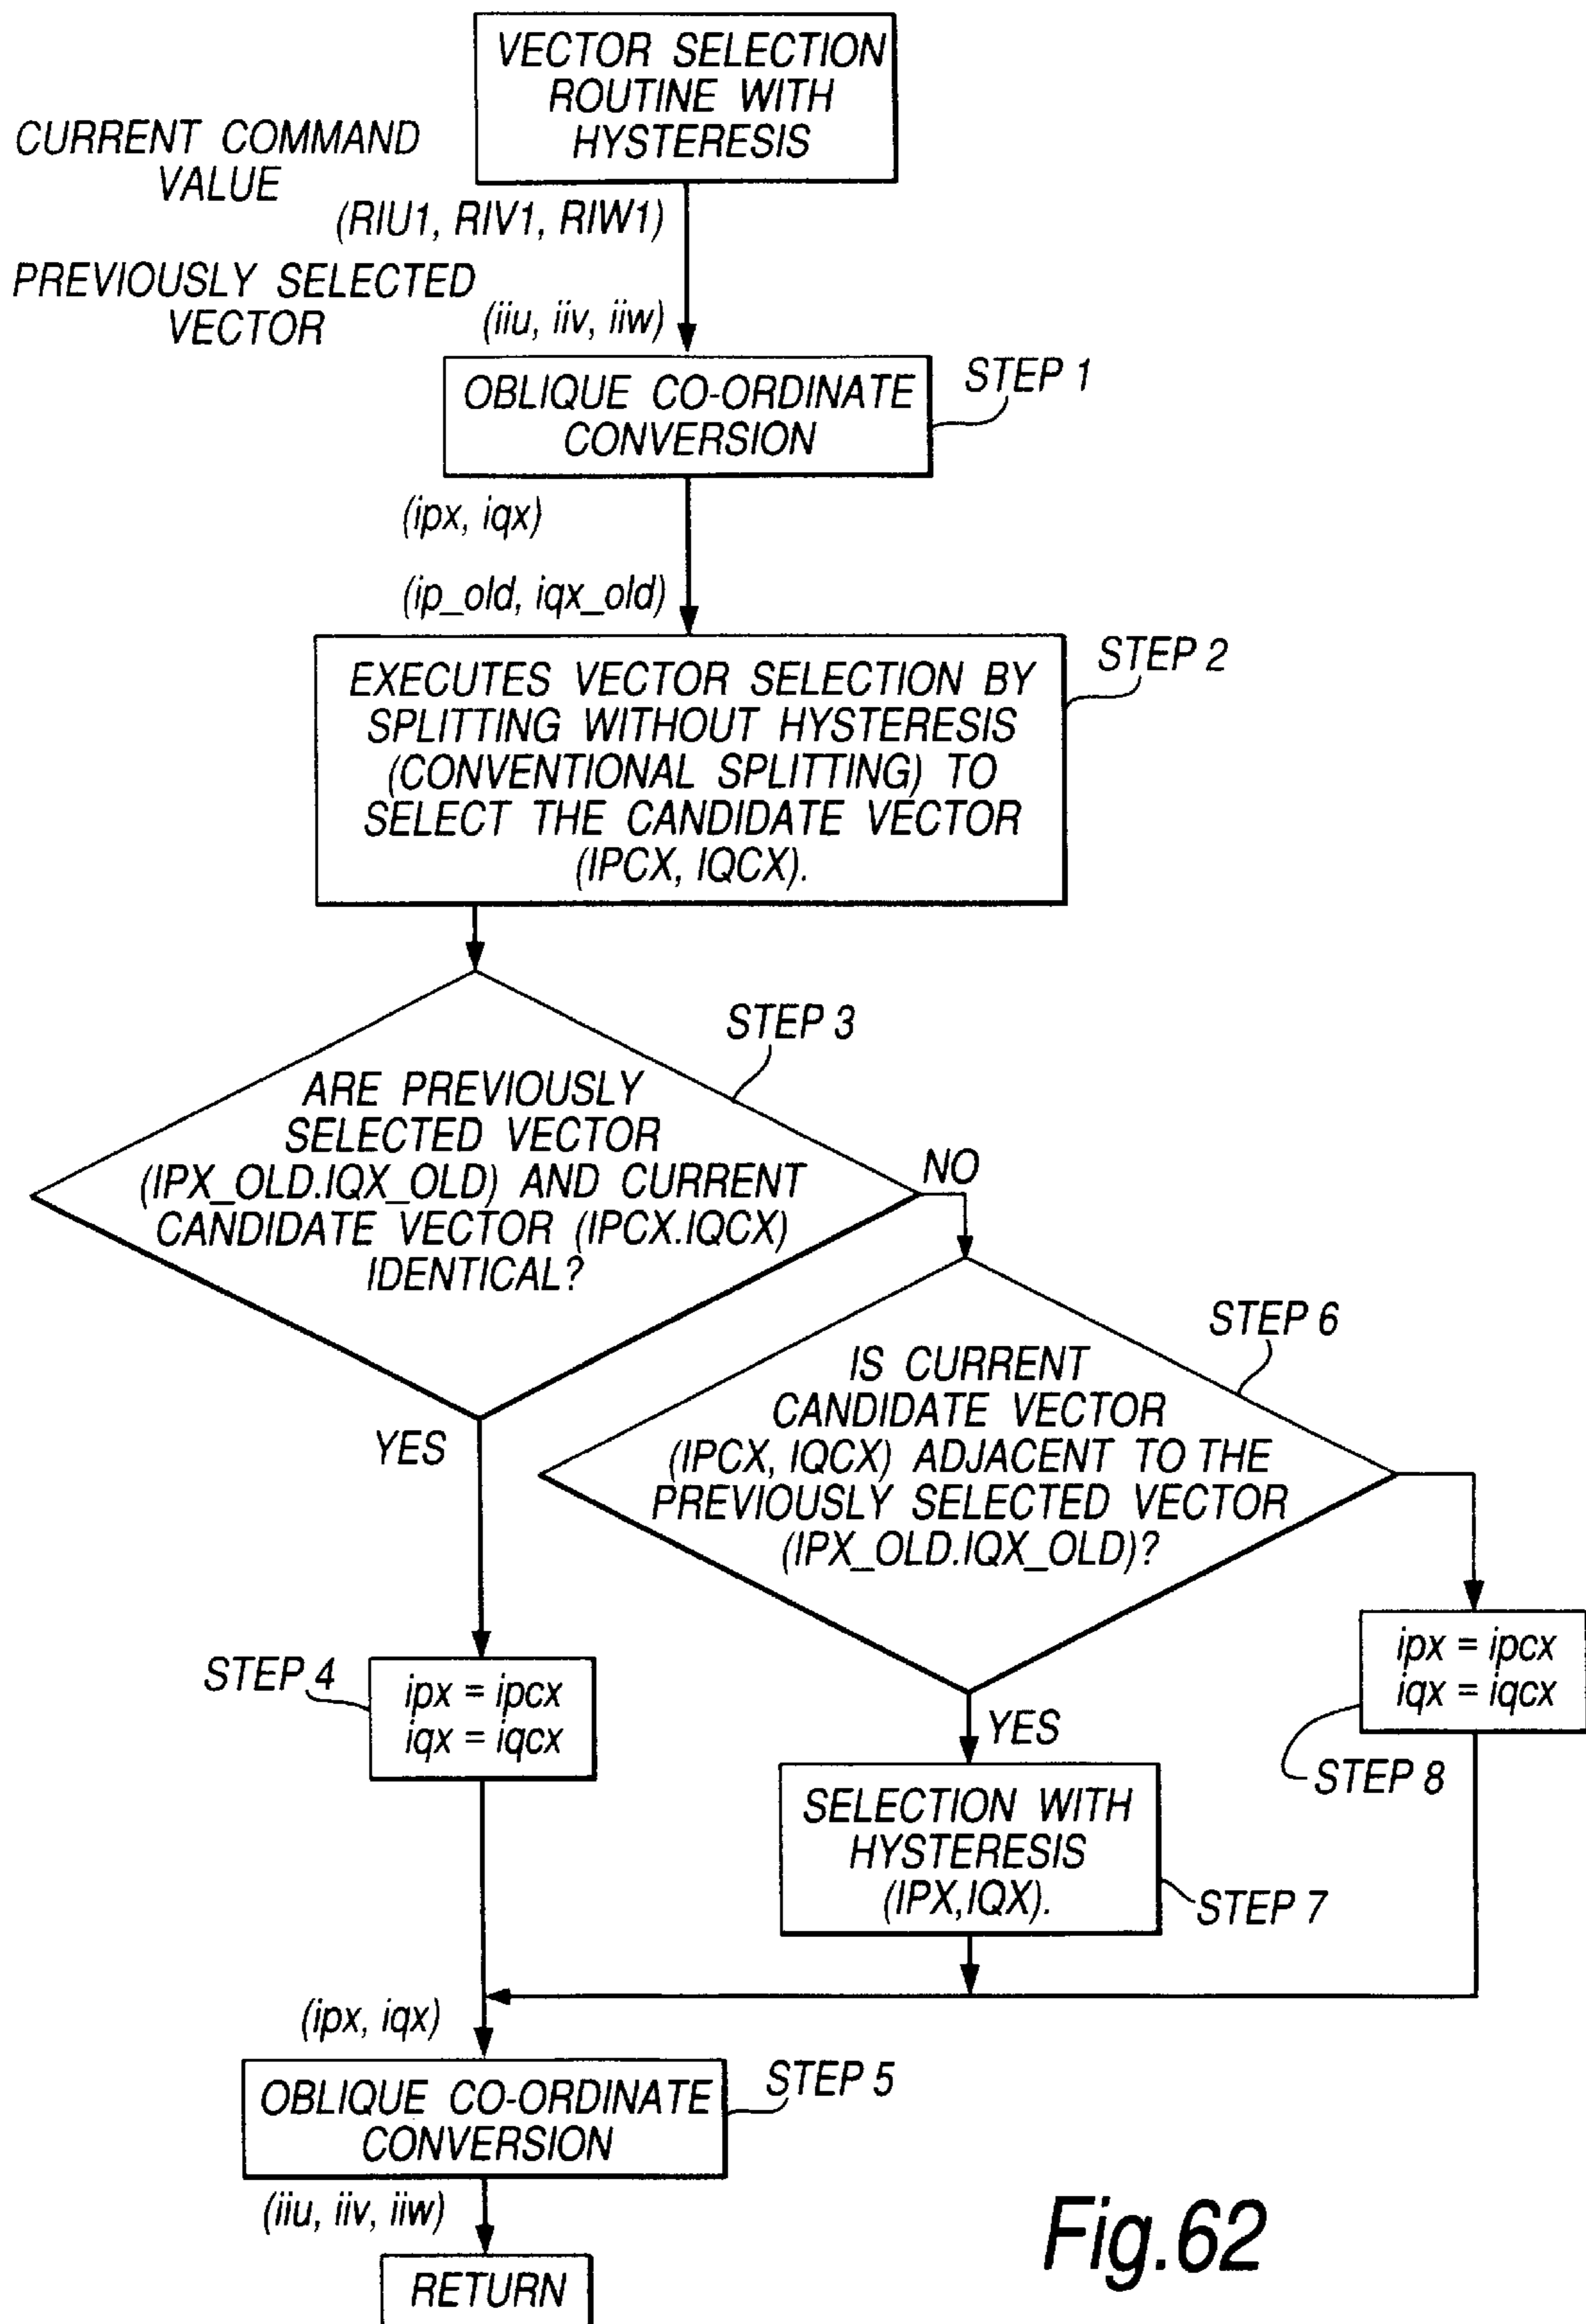 VECTOR SELECTION
ROUTINE WITH
HYSTERESIS
CURRENT COMMAND
VALUE
(RIU1, RIV1, RIW1)
PREVIOUSLY SELECTED
VECTOR
(iiu, iiv, iiw)
OBLIQUE CO-ORDINATE
CONVERSION
STEP 1
(ipx, iqx)
(ip_old, iqx_old)
EXECUTES VECTOR SELECTION BY
SPLITTING WITHOUT HYSTERESIS
(CONVENTIONAL SPLITTING) TO
SELECT THE CANDIDATE VECTOR
(IPCX, IQCX).
STEP 2
STEP 3
ARE PREVIOUSLY
SELECTED VECTOR
(IPX_OLD.IQX_OLD) AND CURRENT
CANDIDATE VECTOR (IPCX.IQCX)
IDENTICAL?
NO
YES
STEP 6
IS CURRENT
CANDIDATE VECTOR
(IPCX, IQCX) ADJACENT TO THE
PREVIOUSLY SELECTED VECTOR
(IPX_OLD.IQX_OLD)?
STEP 4
ipx = ipcx
iqx = iqcx
YES
ipx = ipcx
iqx = iqcx
STEP 8
SELECTION WITH
HYSTERESIS
(IPX,IQX).
STEP 7
(ipx, iqx)
OBLIQUE CO-ORDINATE
CONVERSION
STEP 5
(iiu, iiv, iiw)
RETURN
Fig.62